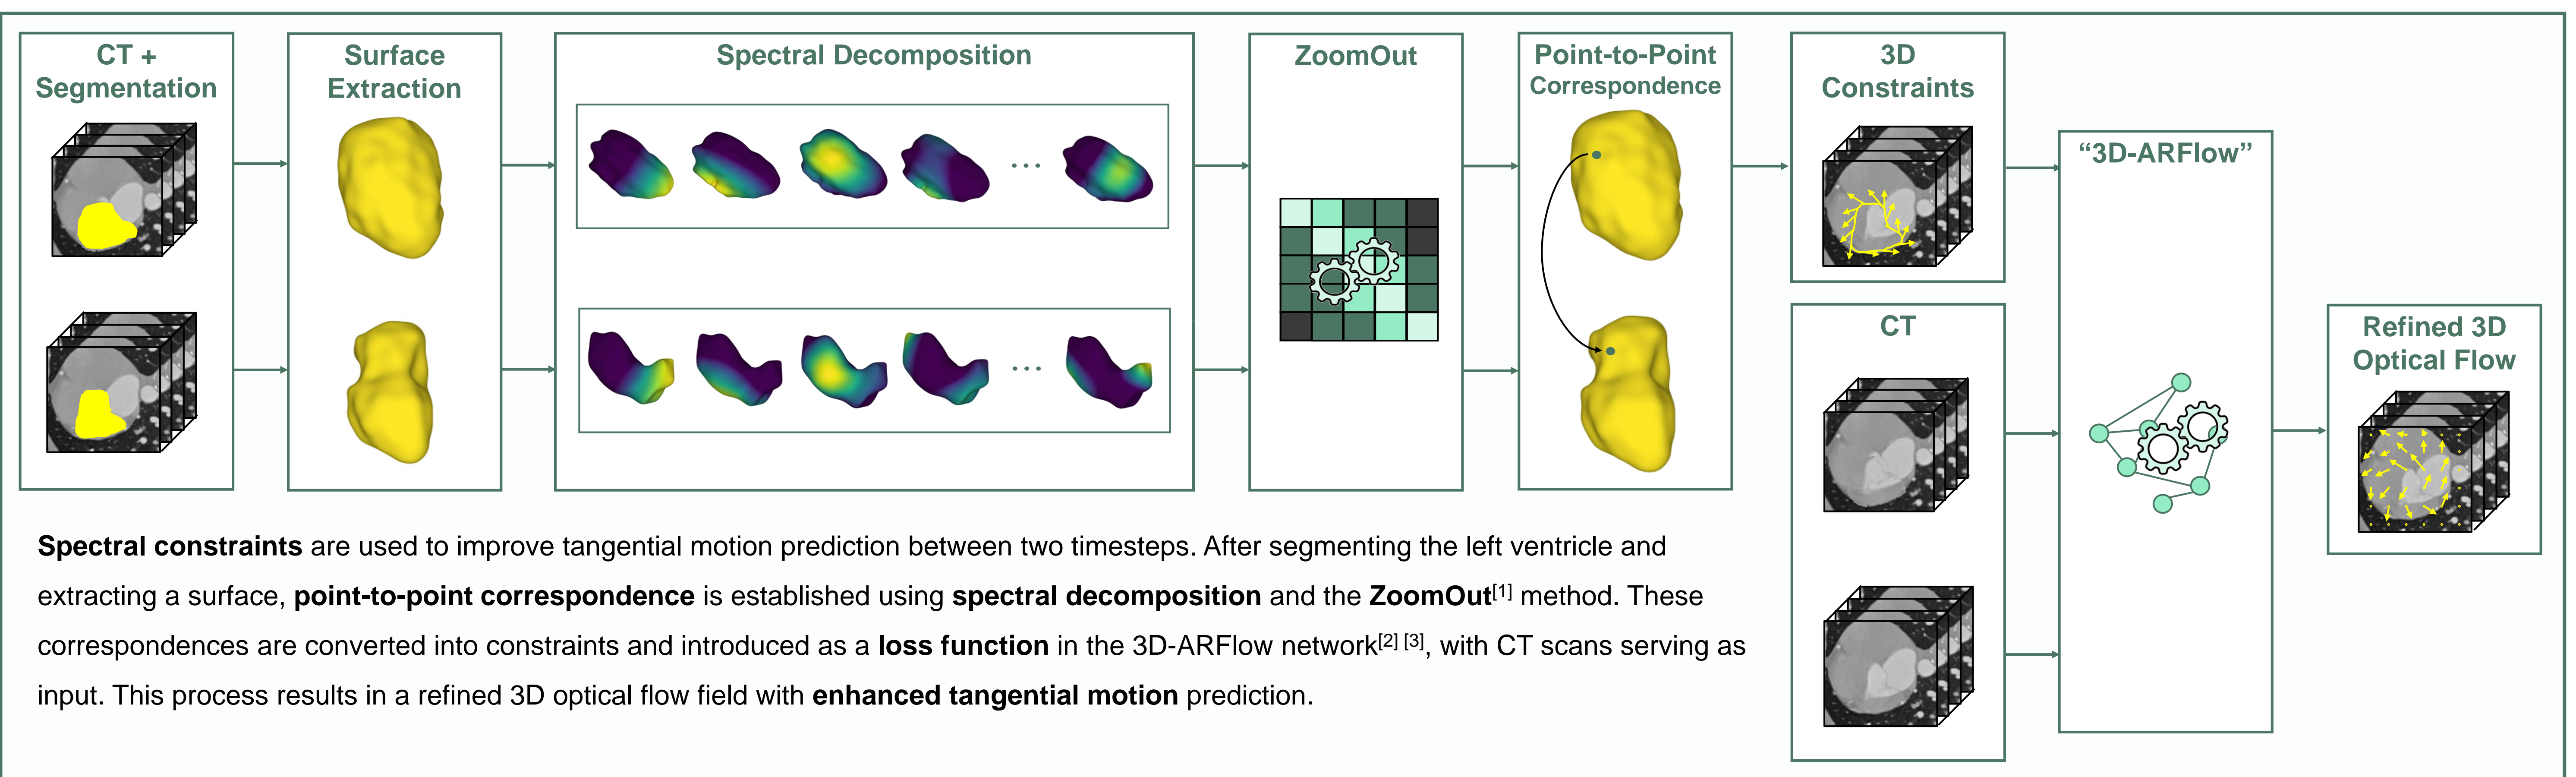 CT +
Segmentation
Surface
Extraction
Spectral Decomposition
ZoomOut
Point-to-Point
Correspondence
3D
Constraints
“3D-ARFlow”
CT
Refined 3D
Optical Flow
Spectral constraints are used to improve tangential motion prediction between two timesteps. After segmenting the left ventricle and
extracting a surface, point-to-point correspondence is established using spectral decomposition and the ZoomOut[1] method. These
correspondences are converted into constraints and introduced as a loss function in the 3D-ARFlow network[2] [3], with CT scans serving as
input. This process results in a refined 3D optical flow field with enhanced tangential motion prediction.